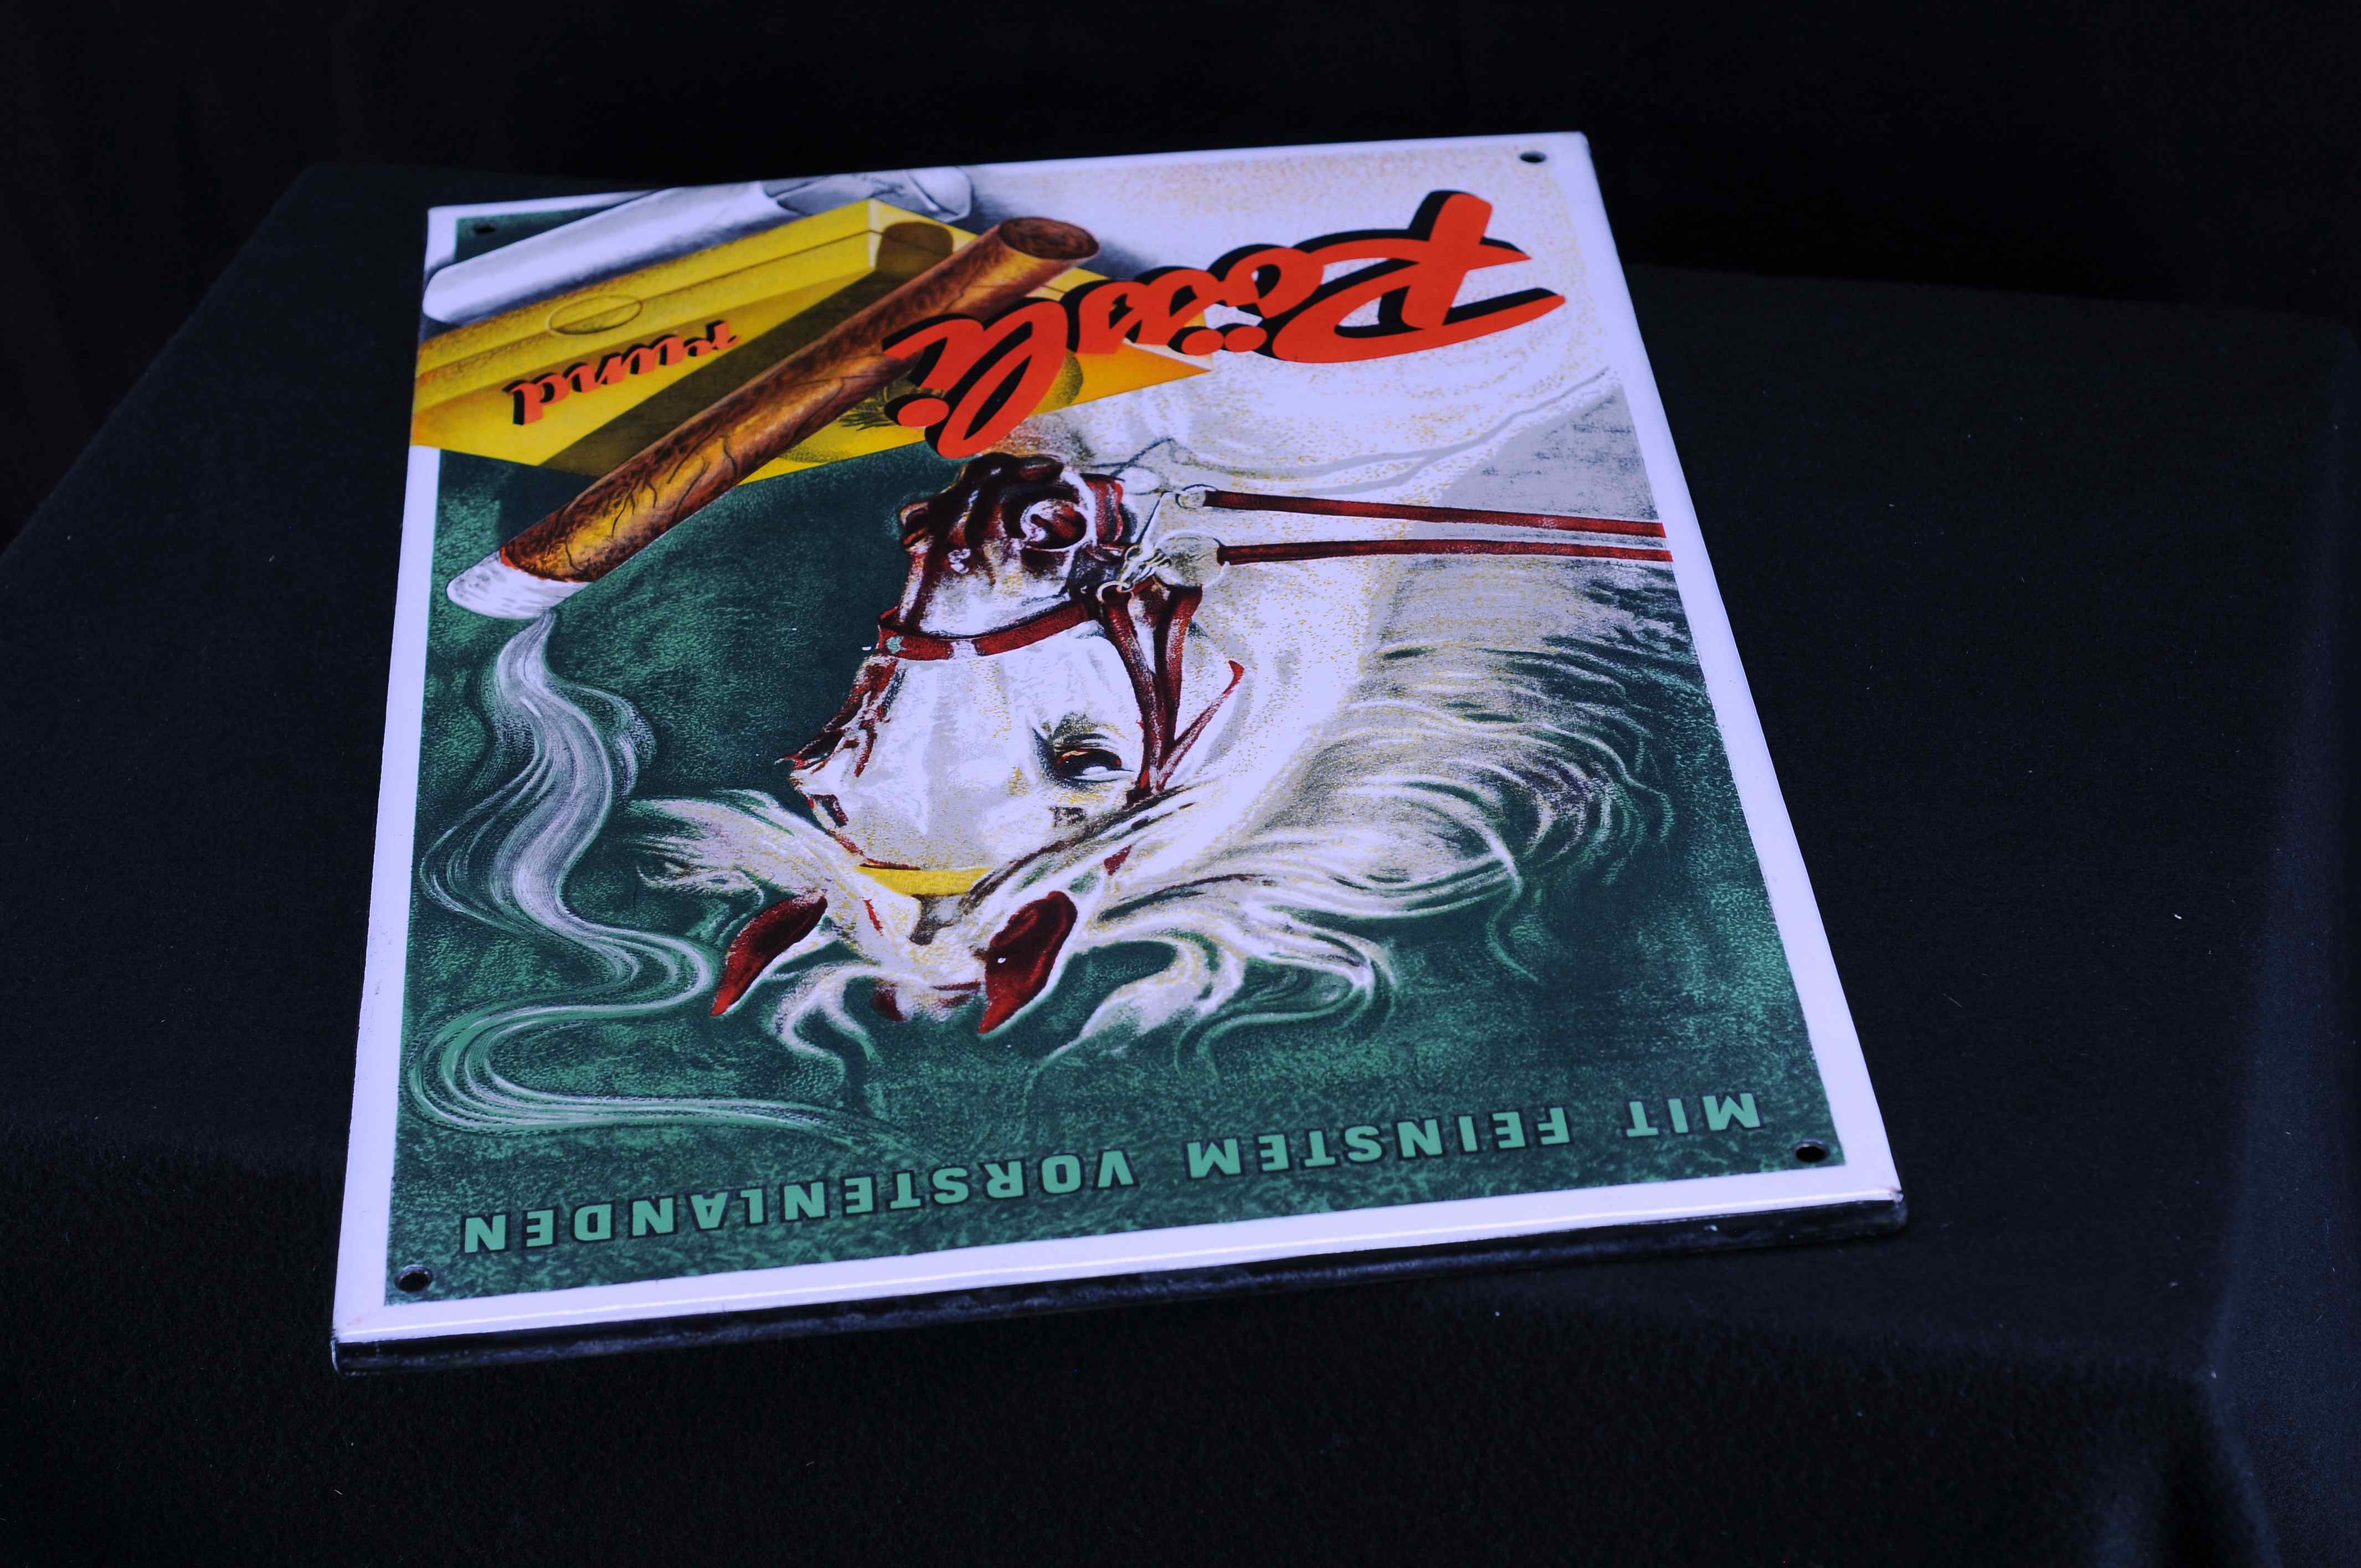 MIT FEINSTEM VORSTENLANDEN
Rössli
rund